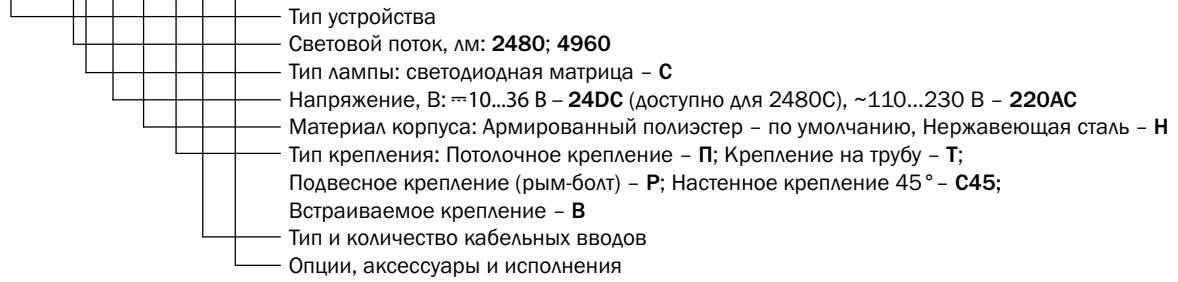 Тип устройства
Световой поток, лм: 2480; 4960
Тип лампы: светодиодная матрица – С
Напряжение, В: ⎓10...36 В – 24DC (доступно для 2480С), ~110...230 В – 220AC
Материал корпуса: Армированный полиэстер – по умолчанию, Нержавеющая сталь – Н
Тип крепления: Потолочное крепление – П; Крепление на трубу – Т;
Подвесное крепление (рым-болт) – Р; Настенное крепление 45°– С45;
Встраиваемое крепление – В
Тип и количество кабельных вводов
Опции, аксессуары и исполнения